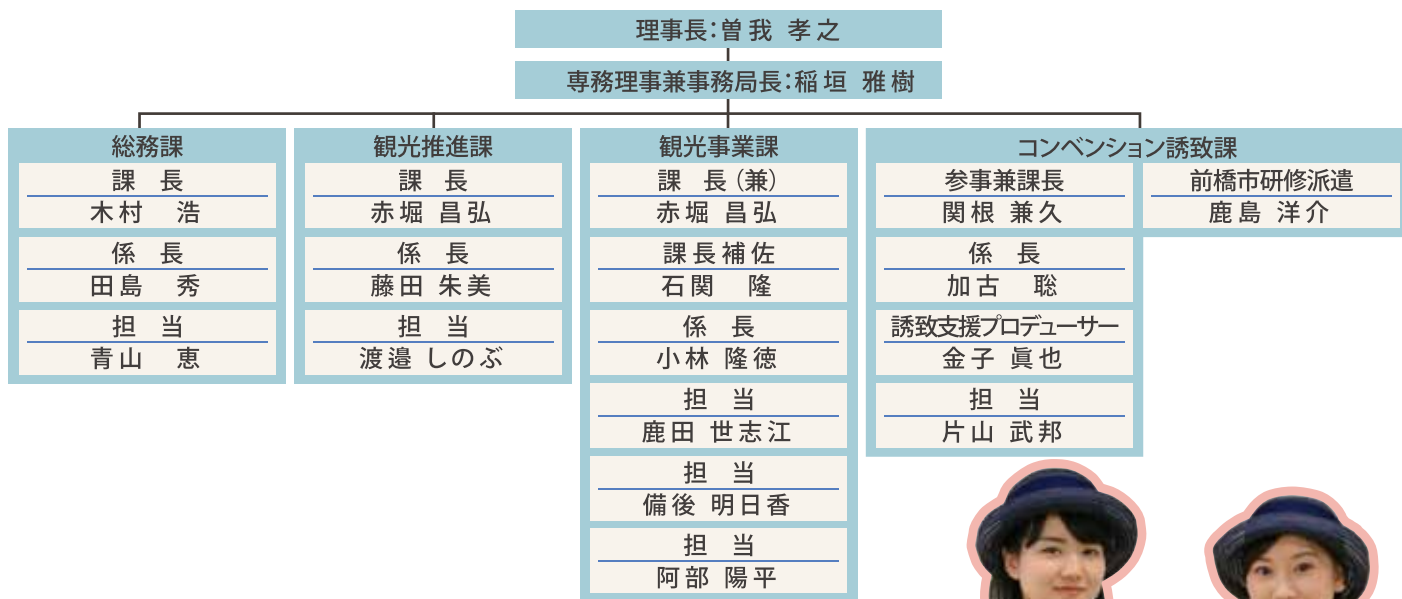 理事長：曽我 孝之
専務理事兼事務局長：稲垣 雅樹
総務課
課 長
木村 浩
係 長
田島 秀
担 当
青山 恵
観光推進課
課 長
赤堀 昌弘
係 長
藤田 朱美
担 当
渡邉 しのぶ
観光事業課
課 長（兼）
赤堀 昌弘
課長補佐
石関 隆
係 長
小林 隆徳
担 当
鹿田 世志江
担 当
備後 明日香
担 当
阿部 陽平
コンベンション誘致課
参事兼課長
関根 兼久
係 長
加古 聡
誘致支援プロデューサー
金子 眞也
担 当
片山 武邦
前橋市研修派遣
鹿島 洋介